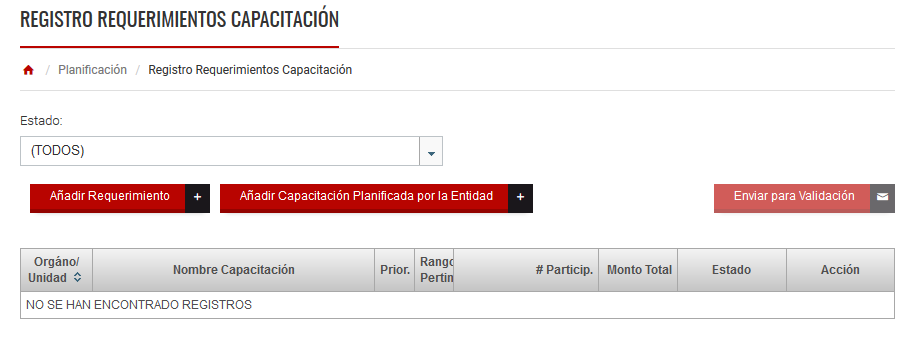 REGISTRO REQUERIMIENTOS CAPACITACIÓN
/ Planificación / Registro Requerimientos Capacitación
Estado:
(TODOS)
Añadir Requerimiento + Añadir Capacitación Planificada por la Entidad + Enviar para Validación
Orgáno/ Unidad Nombre Capacitación Prior. Rango Pertin # Particip. Monto Total Estado Acción
NO SE HAN ENCONTRADO REGISTROS